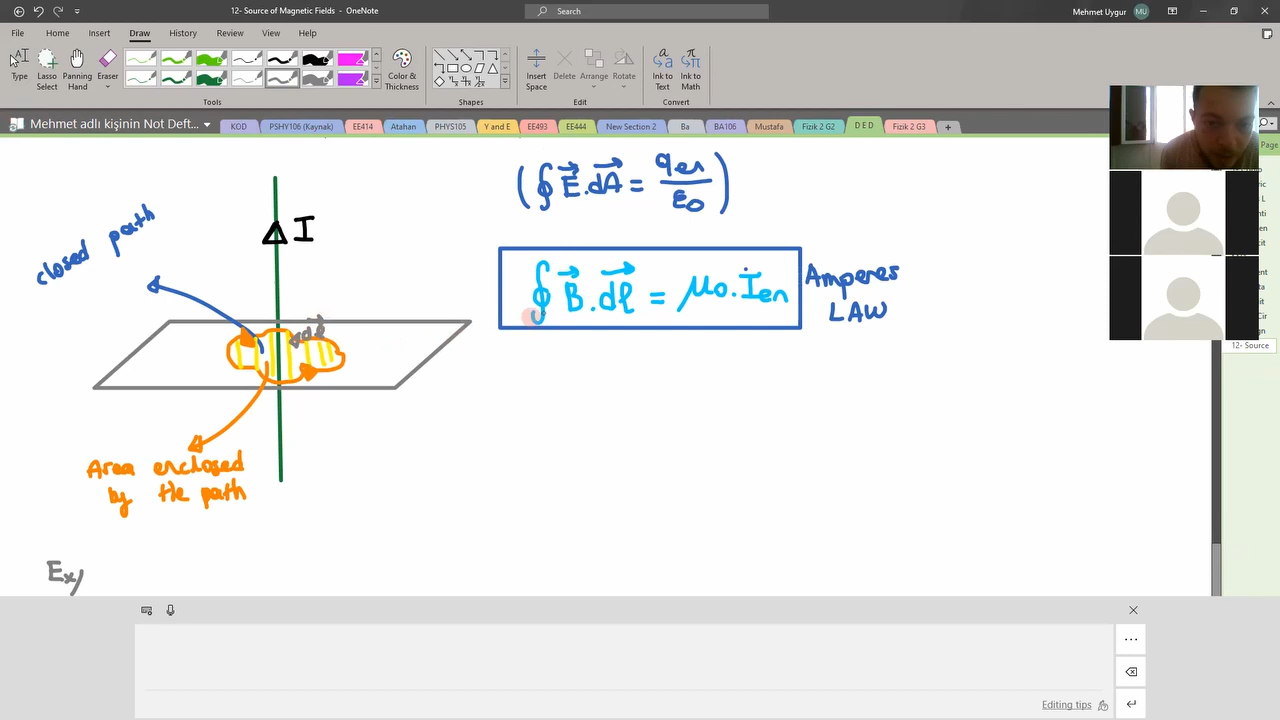 12- Source of Magnetic Fields - OneNote
Search
Mehmet Uygur
MU
File Home Insert Draw History Review View Help
Type
Lasso Select
Panning Hand
Eraser
Color & Thickness
Insert Space
Delete
Arrange
Rotate
Ink to Text
Ink to Math
Tools
Shapes
Edit
Convert
Mehmet adlı kişinin Not Deft...
KOD PSHY106 (Kaynak) EE414 Atahan PHYS105 Y and E EE493 EE444 New Section 2 Ba BA106 Mustafa Fizik 2 G2 D E D Fizik 2 G3
Page
12- Source
(∮E⃗.dA⃗ = qen/ε0)
closed path
I
∮B⃗.dl⃗ = μ0.Ien
Amperes
LAW
dl⃗
Area enclosed
by the path
Ex/
Editing tips